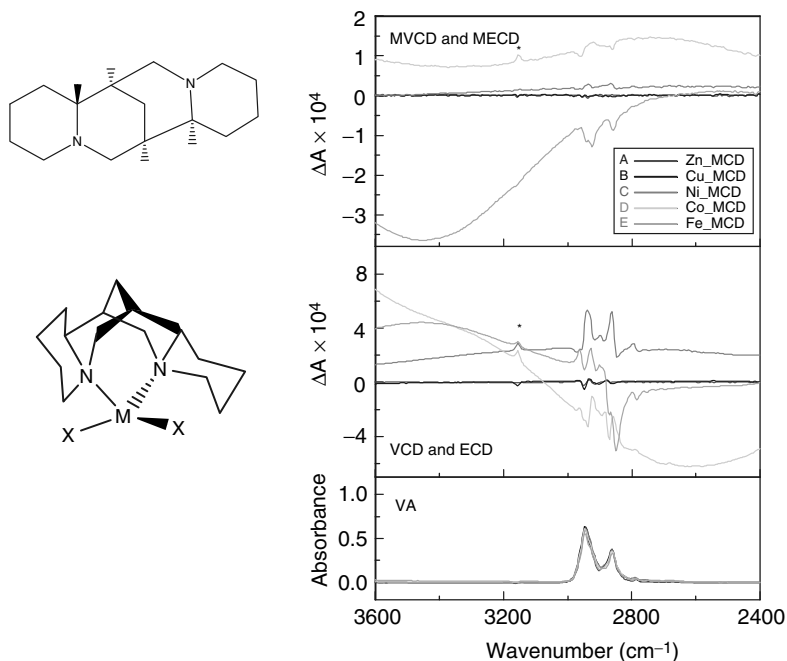 N
N
N
N
M
X
X
MVCD and MECD
*
2
1
0
−1
−2
−3
ΔA × 10⁴
A Zn_MCD
B Cu_MCD
C Ni_MCD
D Co_MCD
E Fe_MCD
8
4
0
−4
ΔA × 10⁴
*
VCD and ECD
VA
1.0
0.5
0.0
Absorbance
3600 3200 2800 2400
Wavenumber (cm⁻¹)